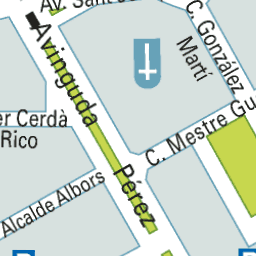 Av. Sant
C. González
Martí
Avinguda
Pérez
er Cerdà
Rico
C. Mestre Gu
Alcalde Albors